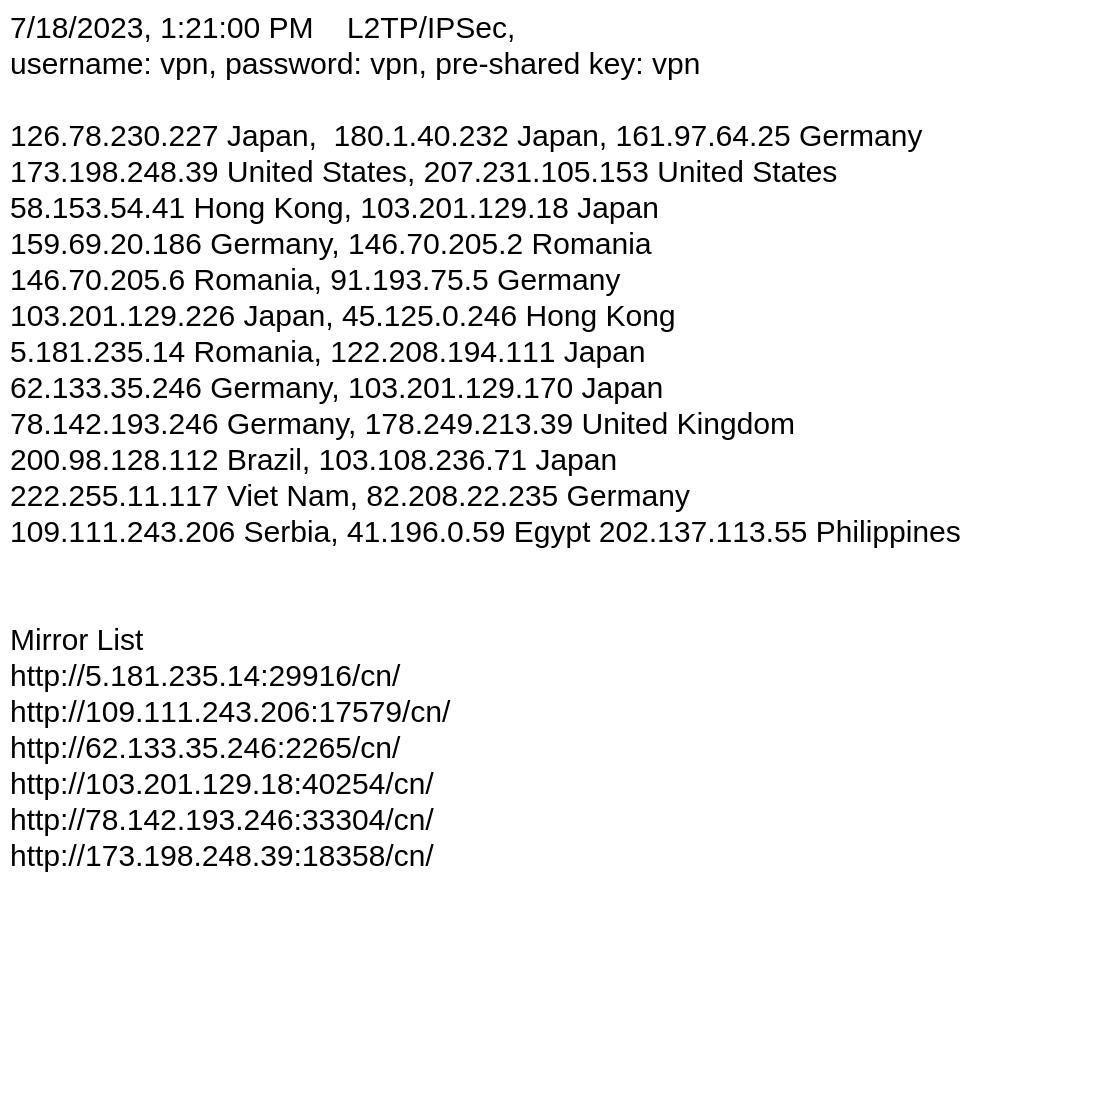 7/18/2023, 1:21:00 PM    L2TP/IPSec,
username: vpn, password: vpn, pre-shared key: vpn
126.78.230.227 Japan,  180.1.40.232 Japan, 161.97.64.25 Germany
173.198.248.39 United States, 207.231.105.153 United States
58.153.54.41 Hong Kong, 103.201.129.18 Japan
159.69.20.186 Germany, 146.70.205.2 Romania
146.70.205.6 Romania, 91.193.75.5 Germany
103.201.129.226 Japan, 45.125.0.246 Hong Kong
5.181.235.14 Romania, 122.208.194.111 Japan
62.133.35.246 Germany, 103.201.129.170 Japan
78.142.193.246 Germany, 178.249.213.39 United Kingdom
200.98.128.112 Brazil, 103.108.236.71 Japan
222.255.11.117 Viet Nam, 82.208.22.235 Germany
109.111.243.206 Serbia, 41.196.0.59 Egypt 202.137.113.55 Philippines
Mirror List
http://5.181.235.14:29916/cn/
http://109.111.243.206:17579/cn/
http://62.133.35.246:2265/cn/
http://103.201.129.18:40254/cn/
http://78.142.193.246:33304/cn/
http://173.198.248.39:18358/cn/